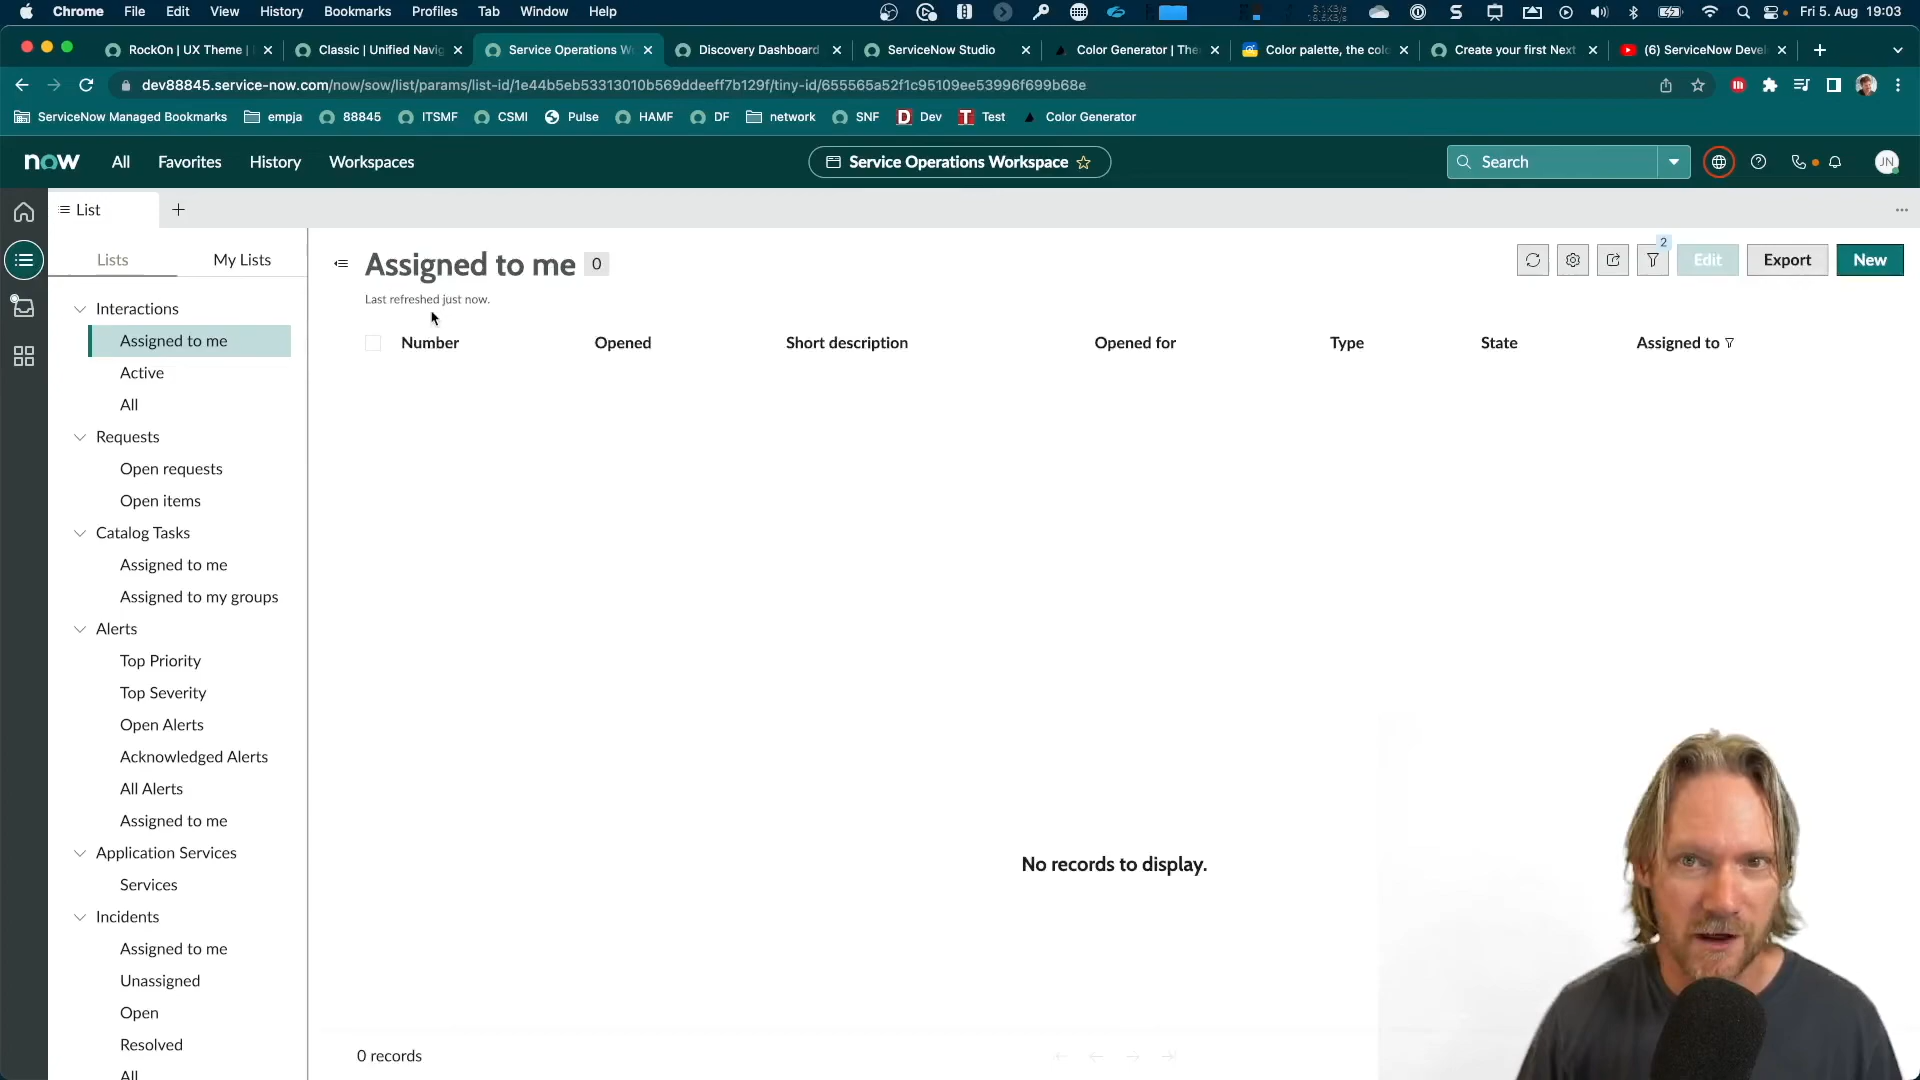 Chrome File Edit View History Bookmarks Profiles Tab Window Help Fri 5. Aug 19:03
RockOn | UX Theme | Classic | Unified Navig Service Operations W Discovery Dashboard ServiceNow Studio Color Generator | The Color palette, the colo Create your first Next (6) ServiceNow Devel
dev88845.service-now.com/now/sow/list/params/list-id/1e44b5eb53313010b569ddeeff7b129f/tiny-id/655565a52f1c95109ee53996f699b68e
ServiceNow Managed Bookmarks empja 88845 ITSMF CSMI Pulse HAMF DF network SNF D Dev T Test Color Generator
now All Favorites History Workspaces Service Operations Workspace Search JN
List
Lists My Lists
Assigned to me 0
2
Edit Export New
Last refreshed just now.
Number Opened Short description Opened for Type State Assigned to
Interactions
Assigned to me
Active
All
Requests
Open requests
Open items
Catalog Tasks
Assigned to me
Assigned to my groups
Alerts
Top Priority
Top Severity
Open Alerts
Acknowledged Alerts
All Alerts
Assigned to me
Application Services
Services
Incidents
Assigned to me
Unassigned
Open
Resolved
All
No records to display.
0 records